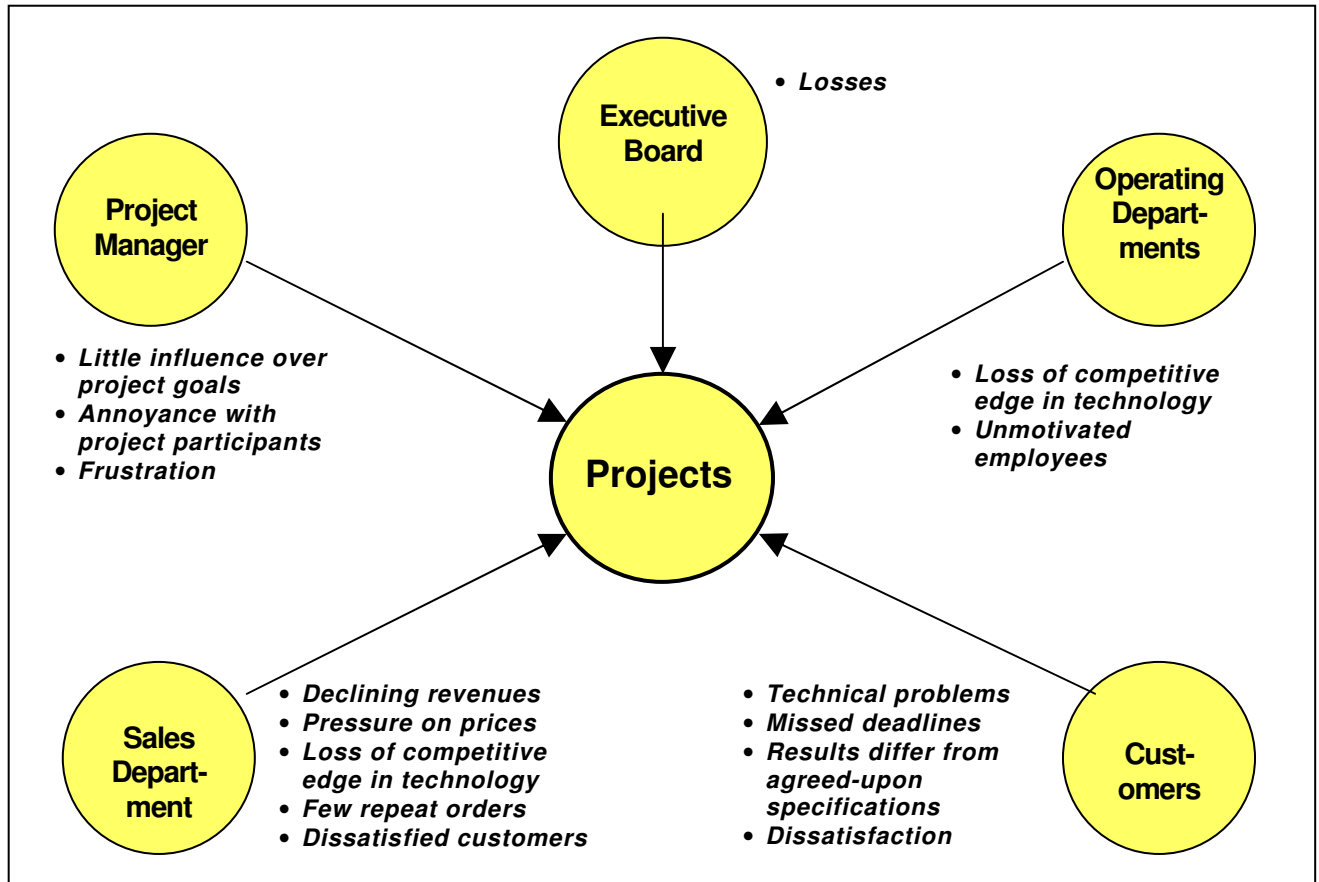 • Losses
Executive
Board
Project
Manager
Operating
Depart-
ments
• Little influence over
project goals
• Annoyance with
project participants
• Frustration
• Loss of competitive
edge in technology
• Unmotivated
employees
Projects
Sales
Depart-
ment
• Declining revenues
• Pressure on prices
• Loss of competitive
edge in technology
• Few repeat orders
• Dissatisfied customers
• Technical problems
• Missed deadlines
• Results differ from
agreed-upon
specifications
• Dissatisfaction
Cust-
omers